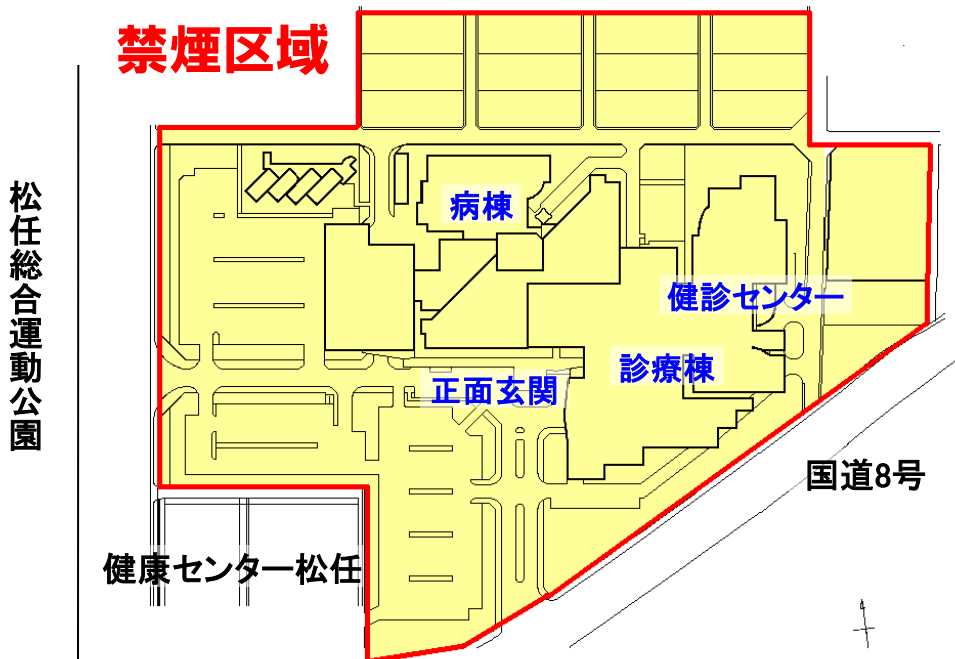 禁煙区域
松任総合運動公園
病棟
健診センター
診療棟
正面玄関
国道8号
健康センター松任